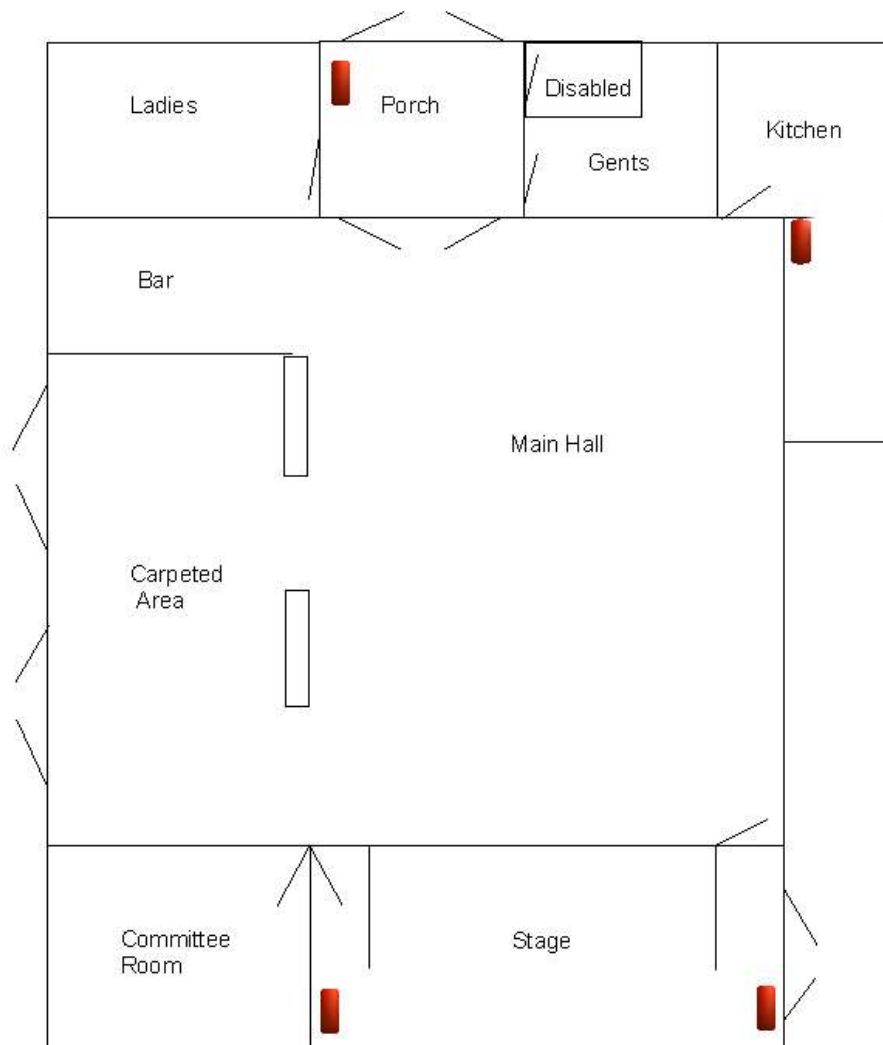 Ladies
Porch
Disabled
Kitchen
Gents
Bar
Main Hall
Carpeted
Area
Committee
Room
Stage